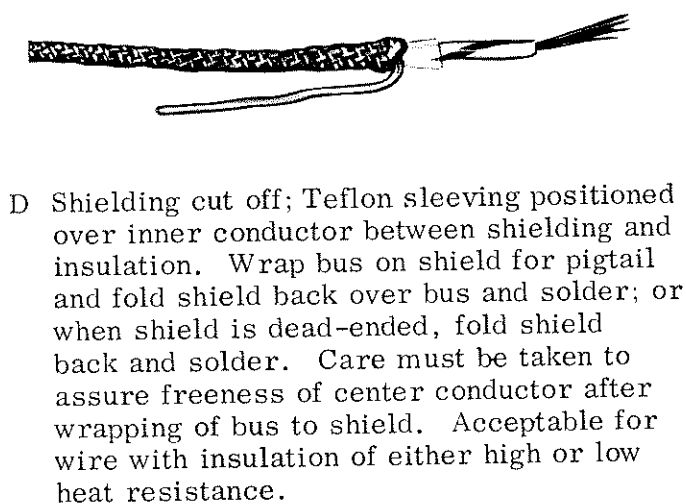 D Shielding cut off; Teflon sleeving positioned
over inner conductor between shielding and
insulation. Wrap bus on shield for pigtail
and fold shield back over bus and solder; or
when shield is dead-ended, fold shield
back and solder. Care must be taken to
assure freeness of center conductor after
wrapping of bus to shield. Acceptable for
wire with insulation of either high or low
heat resistance.